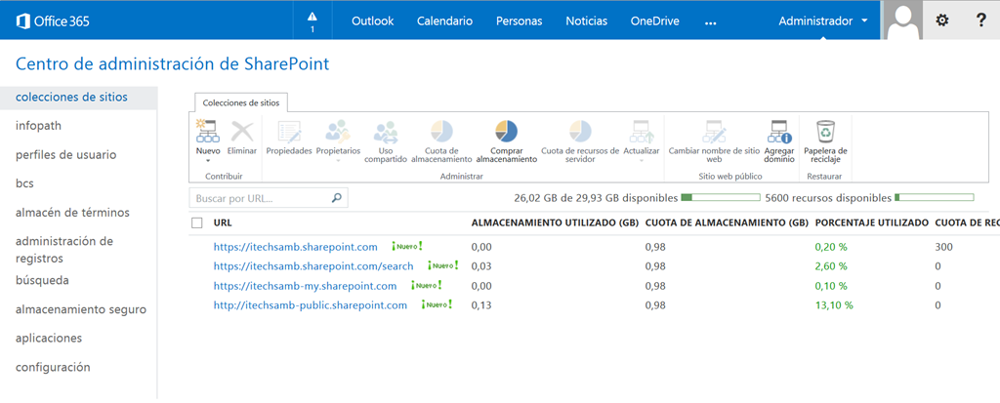 Office 365
1
Outlook Calendario Personas Noticias OneDrive ... Administrador ?
Centro de administración de SharePoint
colecciones de sitios
infopath
perfiles de usuario
bcs
almacén de términos
administración de
registros
búsqueda
almacenamiento seguro
aplicaciones
configuración
Colecciones de sitios
Nuevo Eliminar
Contribuir
Propiedades Propietarios Uso
compartido Cuota de
almacenamiento Comprar
almacenamiento Cuota de recursos de
servidor Actualizar
Administrar
Cambiar nombre de sitio
web Agregar
dominio
Sitio web público
Papelera de
reciclaje
Restaurar
Buscar por URL...
26,02 GB de 29,93 GB disponibles 5600 recursos disponibles
URL ALMACENAMIENTO UTILIZADO (GB) CUOTA DE ALMACENAMIENTO (GB) PORCENTAJE UTILIZADO CUOTA DE REC
https://itechsamb.sharepoint.com ¡Nuevo! 0,00 0,98 0,20 % 300
https://itechsamb.sharepoint.com/search ¡Nuevo! 0,03 0,98 2,60 % 0
https://itechsamb-my.sharepoint.com ¡Nuevo! 0,00 0,98 0,10 % 0
http://itechsamb-public.sharepoint.com ¡Nuevo! 0,13 0,98 13,10 % 0